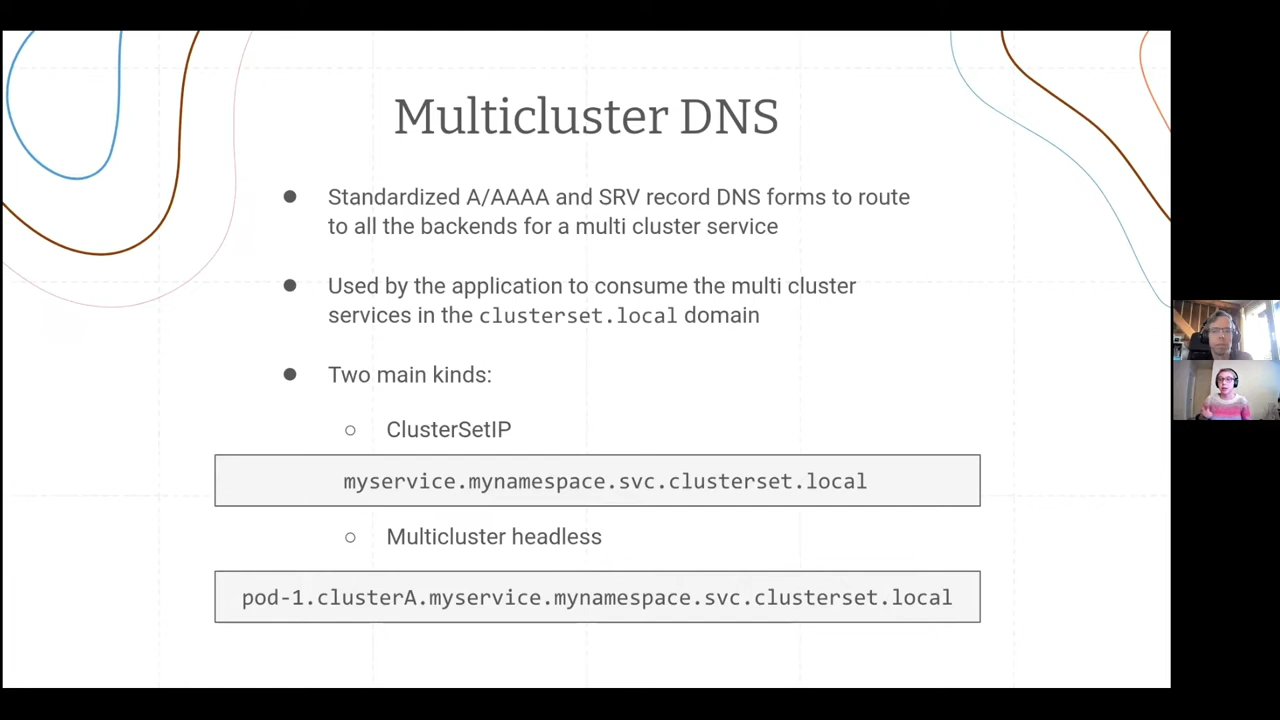 Multicluster DNS
● Standardized A/AAAA and SRV record DNS forms to route
to all the backends for a multi cluster service
● Used by the application to consume the multi cluster
services in the clusterset.local domain
● Two main kinds:
○ ClusterSetIP
myservice.mynamespace.svc.clusterset.local
○ Multicluster headless
pod-1.clusterA.myservice.mynamespace.svc.clusterset.local